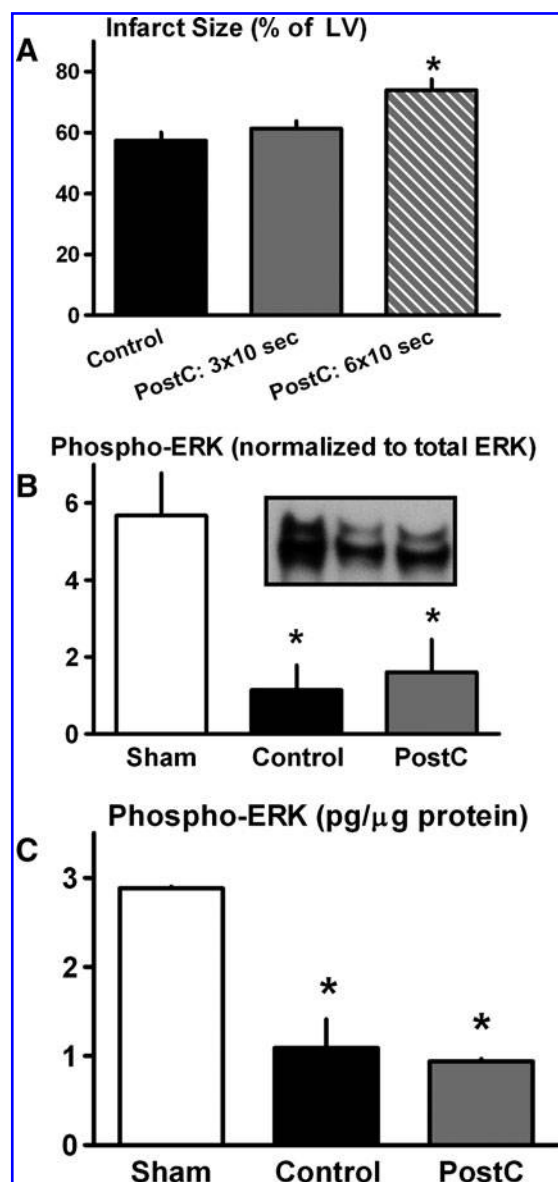 A
Infarct Size (% of LV)
80
60
40
20
0
*
Control
PostC: 3x10 sec
PostC: 6x10 sec
Phospho-ERK (normalized to total ERK)
B
6
4
2
0
*
*
Sham Control PostC
Phospho-ERK (pg/μg protein)
C
3
2
1
0
*
*
Sham Control PostC